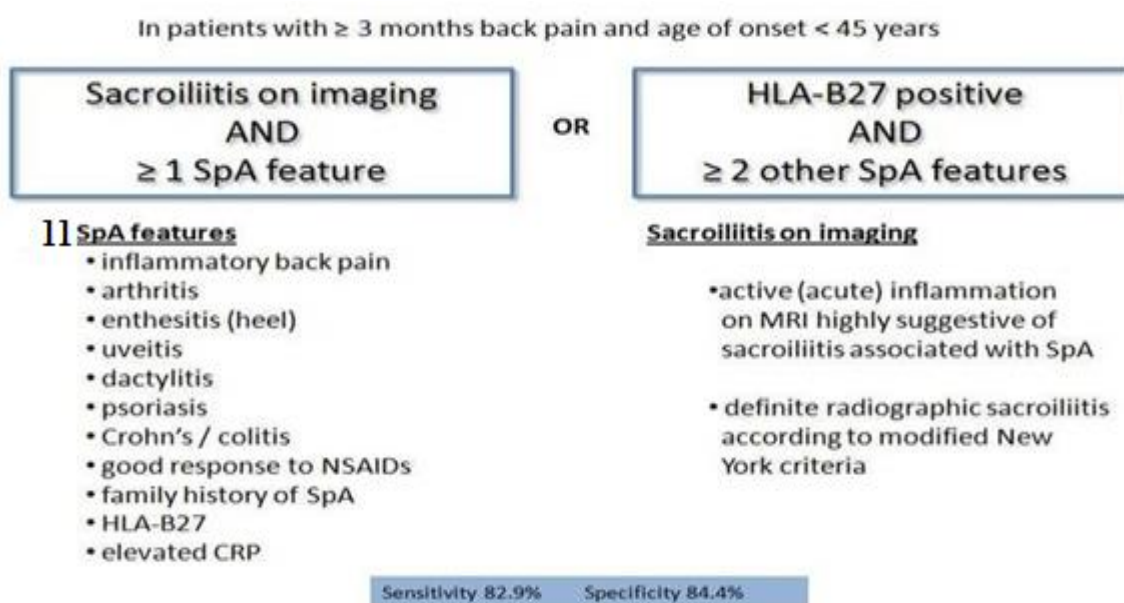 In patients with ≥ 3 months back pain and age of onset < 45 years
Sacroiliitis on imaging
AND
≥ 1 SpA feature
OR
HLA-B27 positive
AND
≥ 2 other SpA features
11 SpA features
• inflammatory back pain
• arthritis
• enthesitis (heel)
• uveitis
• dactylitis
• psoriasis
• Crohn's / colitis
• good response to NSAIDs
• family history of SpA
• HLA-B27
• elevated CRP
Sacroiliitis on imaging
•active (acute) inflammation
on MRI highly suggestive of
sacroiliitis associated with SpA
• definite radiographic sacroiliitis
according to modified New
York criteria
Sensitivity 82.9% Specificity 84.4%